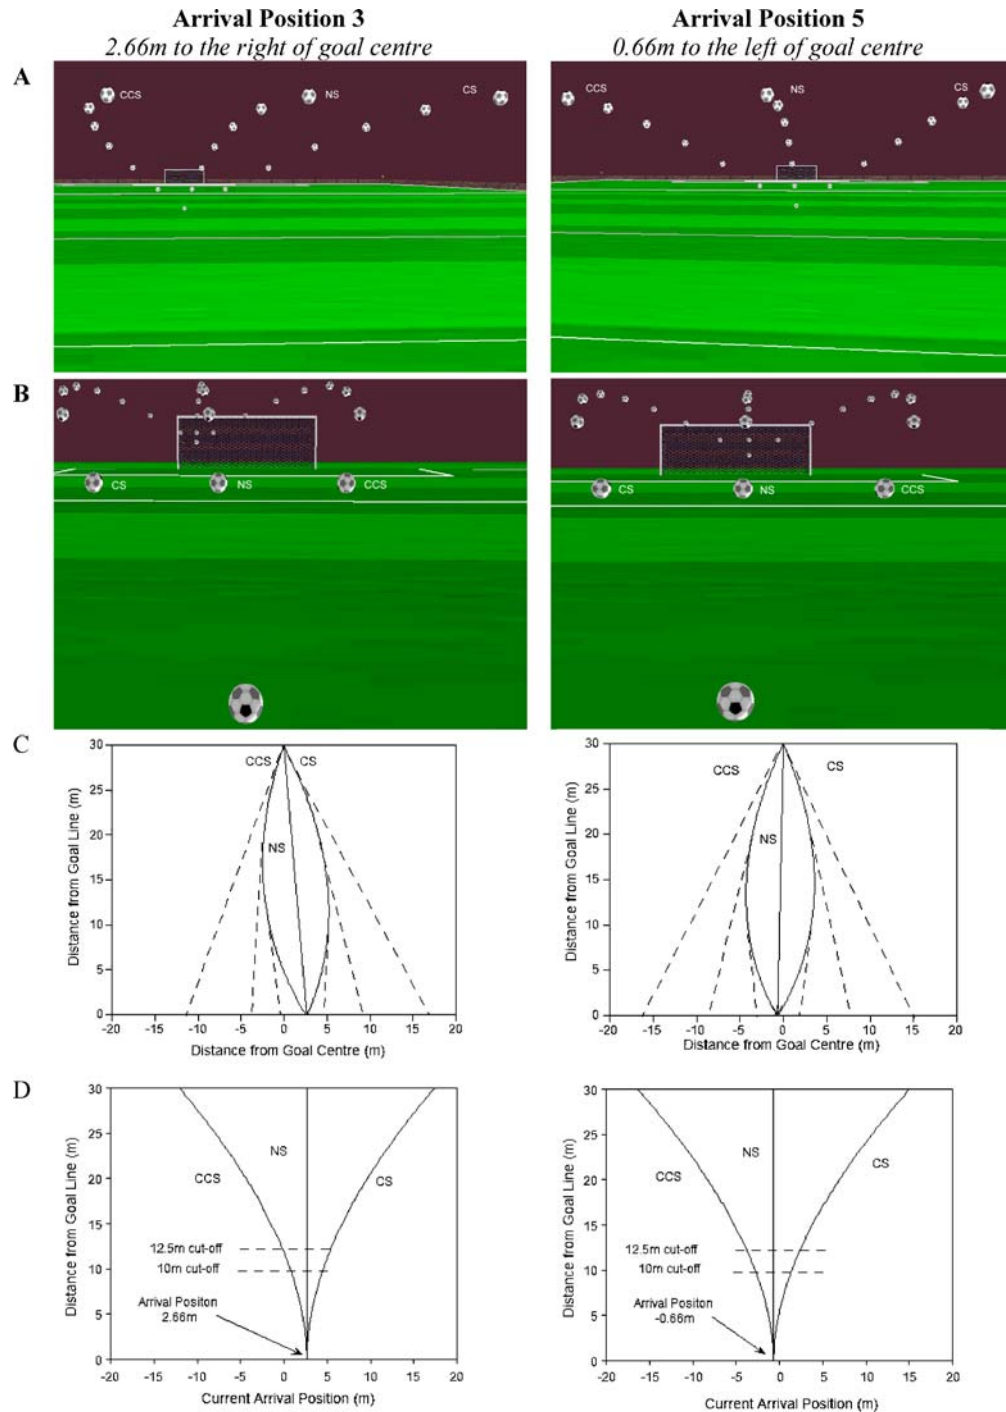 Arrival Position 3
2.66m to the right of goal centre
Arrival Position 5
0.66m to the left of goal centre
A
CCS
NS
CS
CCS
NS
CS
B
CS
NS
CCS
CS
NS
CCS
C
Distance from Goal Line (m)
30
25
20
15
10
5
0
CCS
CS
NS
-20 -15 -10 -5 0 5 10 15 20
Distance from Goal Centre (m)
Distance from Goal Line (m)
30
25
20
15
10
5
0
CCS
CS
NS
-20 -15 -10 -5 0 5 10 15 20
Distance from Goal Centre (m)
D
Distance from Goal Line (m)
30
25
20
15
10
5
0
NS
CCS
CS
12.5m cut-off
10m cut-off
Arrival Positon
2.66m
-20 -15 -10 -5 0 5 10 15 20
Current Arrival Position (m)
Distance from Goal Line (m)
30
25
20
15
10
5
0
NS
CCS
CS
12.5m cut-off
10m cut-off
Arrival Positon
-0.66m
-20 -15 -10 -5 0 5 10 15 20
Current Arrival Position (m)